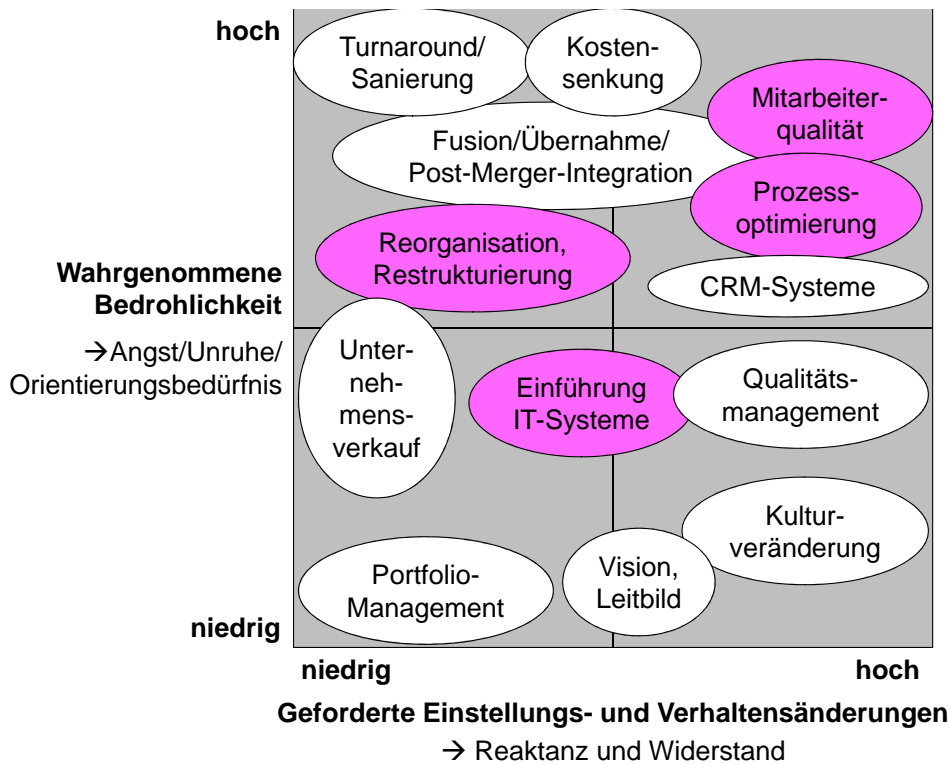 hoch
Turnaround/
Sanierung
Kosten-
senkung
Mitarbeiter-
qualität
Fusion/Übernahme/
Post-Merger-Integration
Prozess-
optimierung
Reorganisation,
Restrukturierung
CRM-Systeme
Wahrgenommene
Bedrohlichkeit
→Angst/Unruhe/
Orientierungsbedürfnis
Unter-
neh-
mens-
verkauf
Einführung
IT-Systeme
Qualitäts-
management
Kultur-
veränderung
Portfolio-
Management
Vision,
Leitbild
niedrig
niedrig
hoch
Geforderte Einstellungs- und Verhaltensänderungen
→ Reaktanz und Widerstand